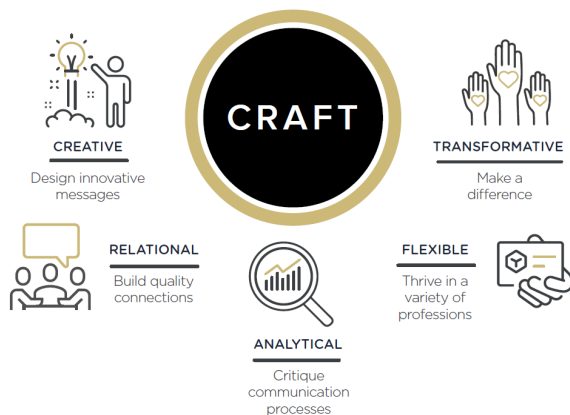 CRAFT
CREATIVE
Design innovative
messages
RELATIONAL
Build quality
connections
ANALYTICAL
Critique
communication
processes
FLEXIBLE
Thrive in a
variety of
professions
TRANSFORMATIVE
Make a
difference